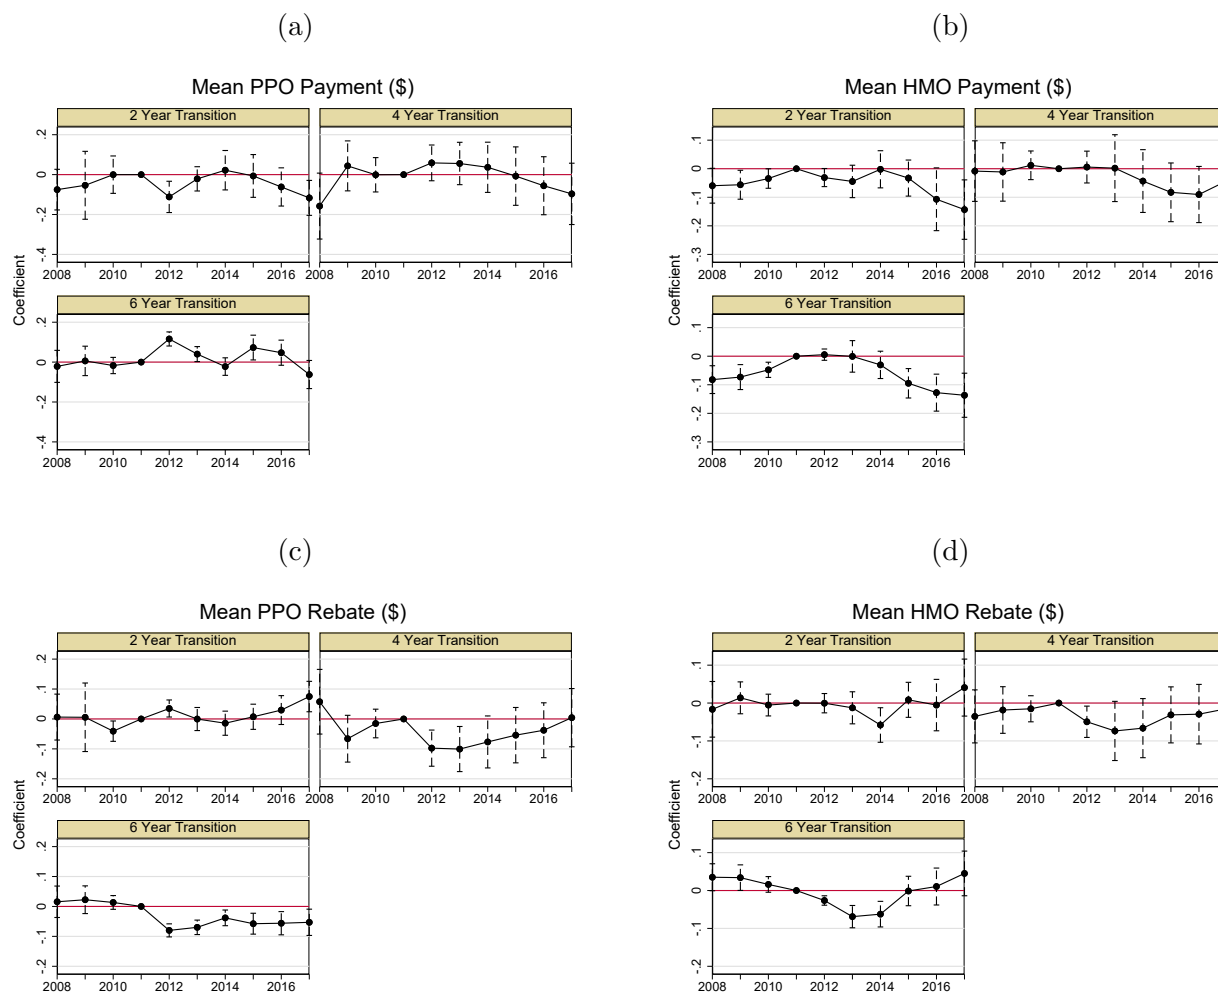 (a)
Mean PPO Payment ($)
2 Year Transition
4 Year Transition
.2
0
-.2
-.4
2008 2010 2012 2014 2016 2008 2010 2012 2014 2016
6 Year Transition
.2
0
-.2
-.4
2008 2010 2012 2014 2016
Coefficient
(b)
Mean HMO Payment ($)
2 Year Transition
4 Year Transition
.1
0
-.1
-.2
-.3
2008 2010 2012 2014 2016 2008 2010 2012 2014 2016
6 Year Transition
.1
0
-.1
-.2
-.3
2008 2010 2012 2014 2016
Coefficient
(c)
Mean PPO Rebate ($)
2 Year Transition
4 Year Transition
.2
.1
0
-.1
-.2
2008 2010 2012 2014 2016 2008 2010 2012 2014 2016
6 Year Transition
.2
.1
0
-.1
-.2
2008 2010 2012 2014 2016
Coefficient
(d)
Mean HMO Rebate ($)
2 Year Transition
4 Year Transition
.1
0
-.1
-.2
2008 2010 2012 2014 2016 2008 2010 2012 2014 2016
6 Year Transition
.1
0
-.1
-.2
2008 2010 2012 2014 2016
Coefficient